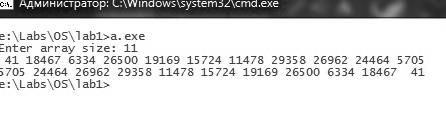 Администратор: C:\Windows\system32\cmd.exe
e:\Labs\OS\lab1>a.exe
Enter array size: 11
41 18467 6334 26500 19169 15724 11478 29358 26962 24464 5705
5705 24464 26962 29358 11478 15724 19169 26500 6334 18467 41
e:\Labs\OS\lab1>